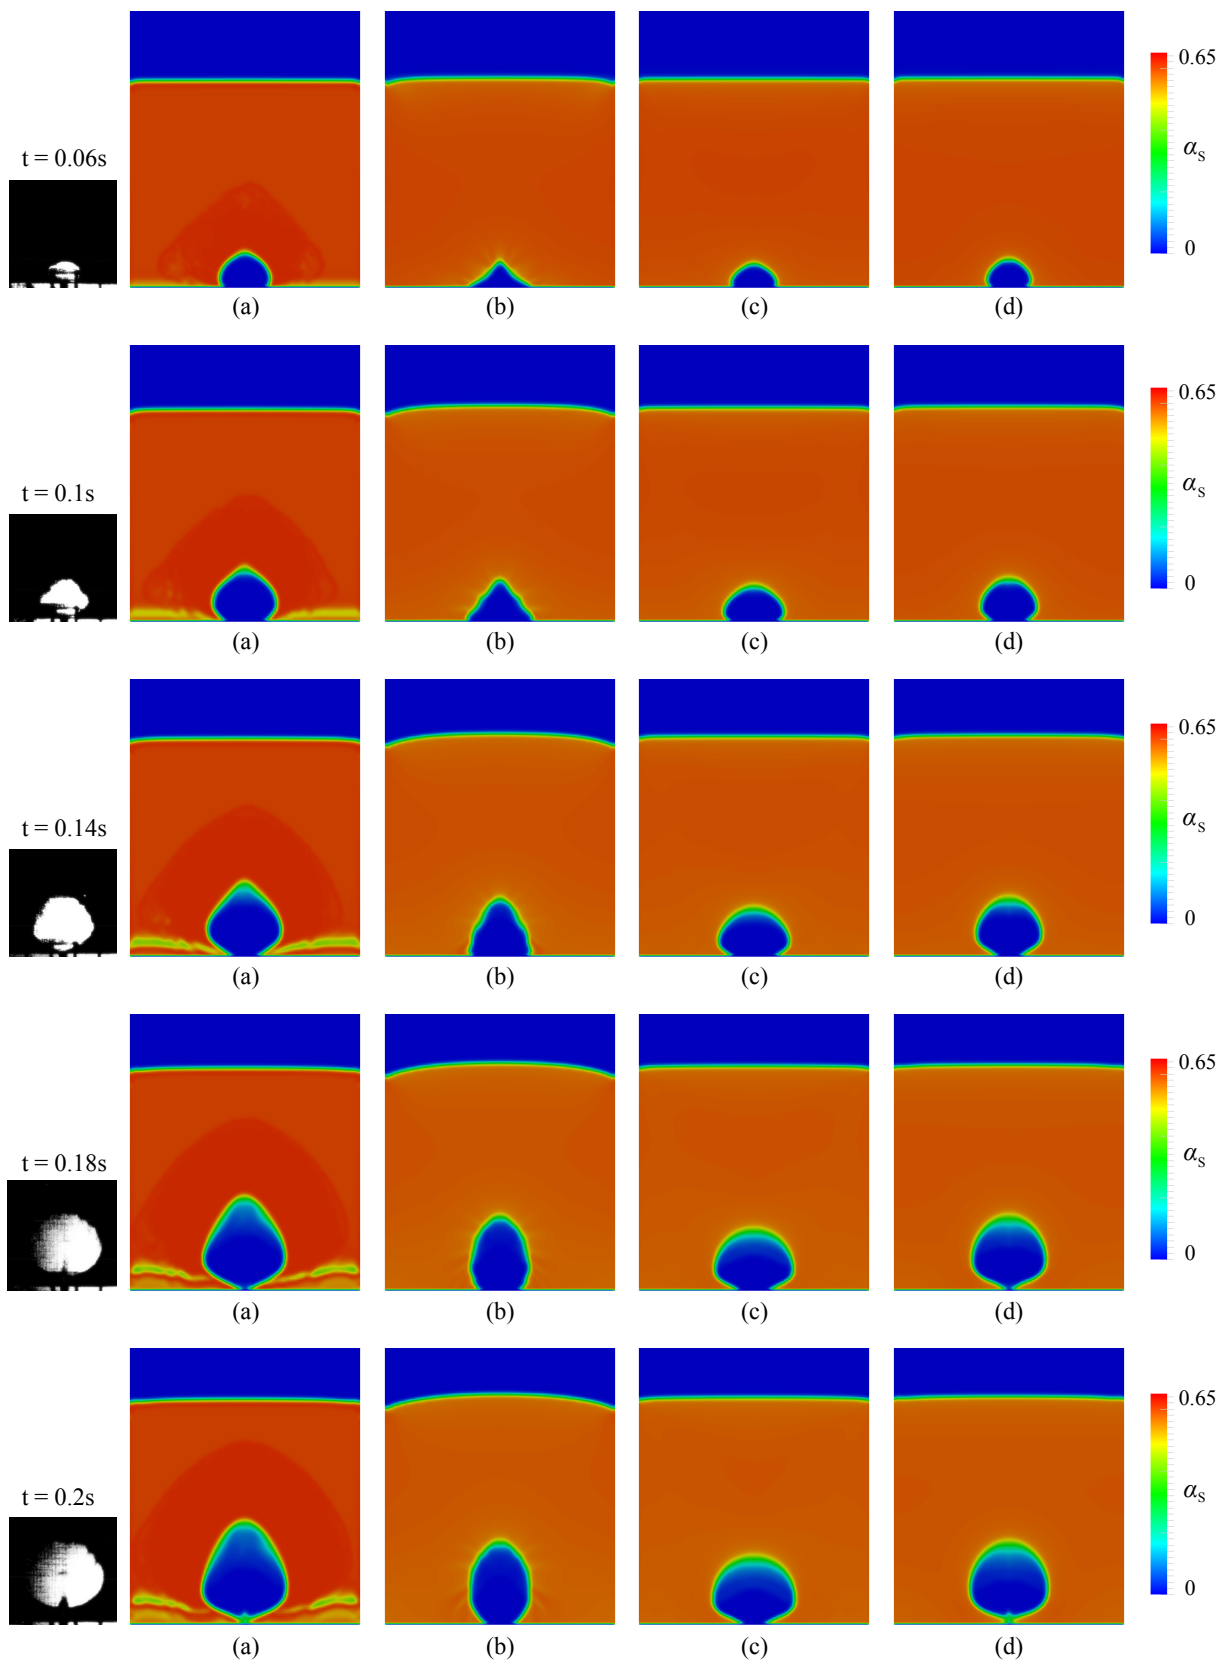 t = 0.06s
0.65
αS
0
(a) (b) (c) (d)
t = 0.1s
0.65
αS
0
(a) (b) (c) (d)
t = 0.14s
0.65
αS
0
(a) (b) (c) (d)
t = 0.18s
0.65
αS
0
(a) (b) (c) (d)
t = 0.2s
0.65
αS
0
(a) (b) (c) (d)